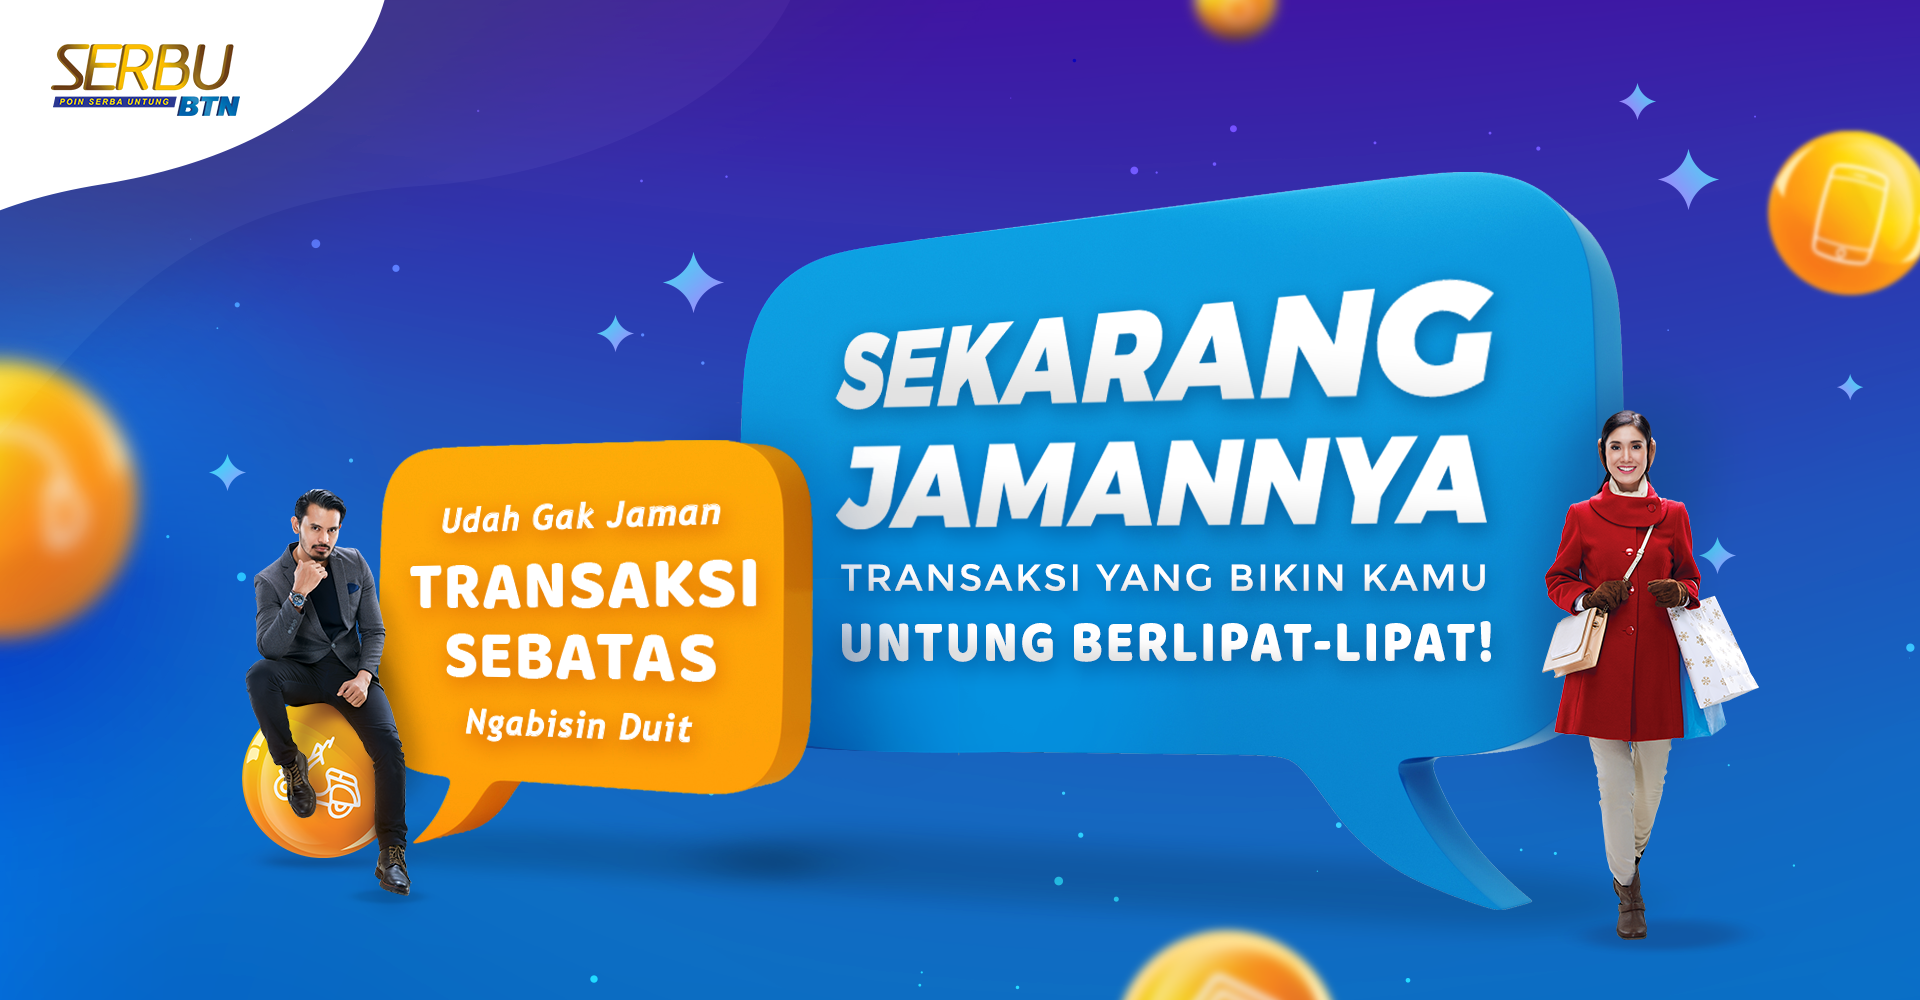 SERBU
POIN SERBA UNTUNG BTN
Udah Gak Jaman
TRANSAKSI
SEBATAS
Ngabisin Duit
SEKARANG
JAMANNYA
TRANSAKSI YANG BIKIN KAMU
UNTUNG BERLIPAT-LIPAT!